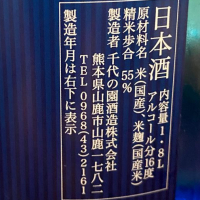 日本酒
内容量1.8L
アルコール分16度
原材料名 米(国産)、米麹(国産米)
精米歩合 55%
製造者 千代の園酒造株式会社
熊本県山鹿市山鹿一七八二
TEL0968(43)2161
製造年月は右下に表示